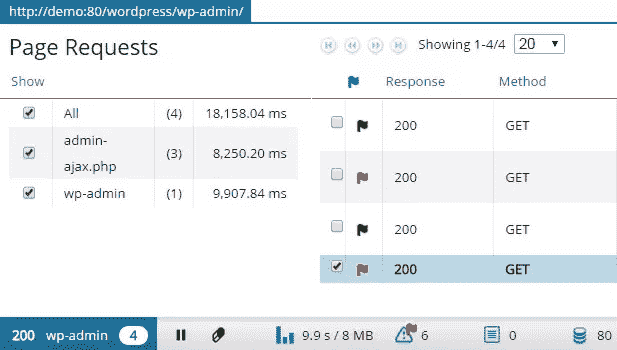 http://demo:80/wordpress/wp-admin/
Page Requests
Showing 1-4/4 20
Show
Response Method
All (4) 18,158.04 ms
admin-
ajax.php (3) 8,250.20 ms
wp-admin (1) 9,907.84 ms
200 GET
200 GET
200 GET
200 GET
200 wp-admin 4 9.9 s / 8 MB 6 0 80